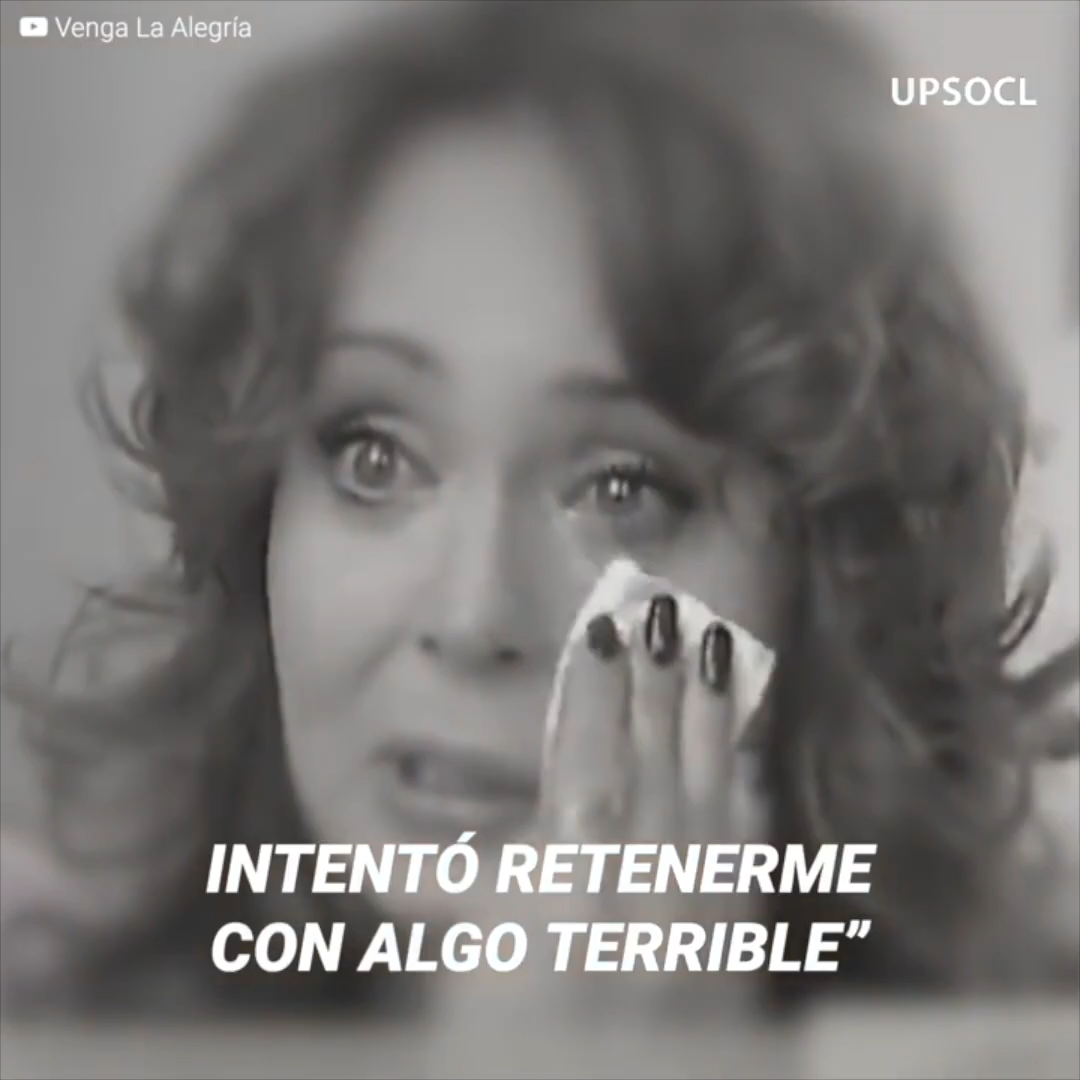 Venga La Alegría
UPSOCL
INTENTÓ RETENERME
CON ALGO TERRIBLE”